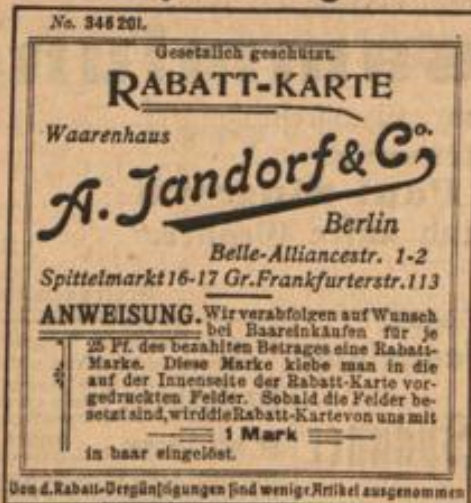 No. 346201.
Gesetzlich geschützt.
RABATT-KARTE
Waarenhaus
A. Jandorf & Co.
Berlin
Belle-Alliancestr. 1-2
Spittelmarkt 16-17 Gr. Frankfurterstr. 113
ANWEISUNG. Wir verabfolgen auf Wunsch
bei Baareinkäufen für je
25 Pf. des bezahlten Betrages eine Rabatt-
Marke. Diese Marke klebe man in die
auf der Innenseite der Rabatt-Karte vor-
gedruckten Felder. Sobald die Felder be-
setzt sind, wird die Rabatt-Karte von uns mit
1 Mark
in baar eingelöst.
Von d. Rabatt-Vergünstigungen sind wenige Artikel ausgenommen